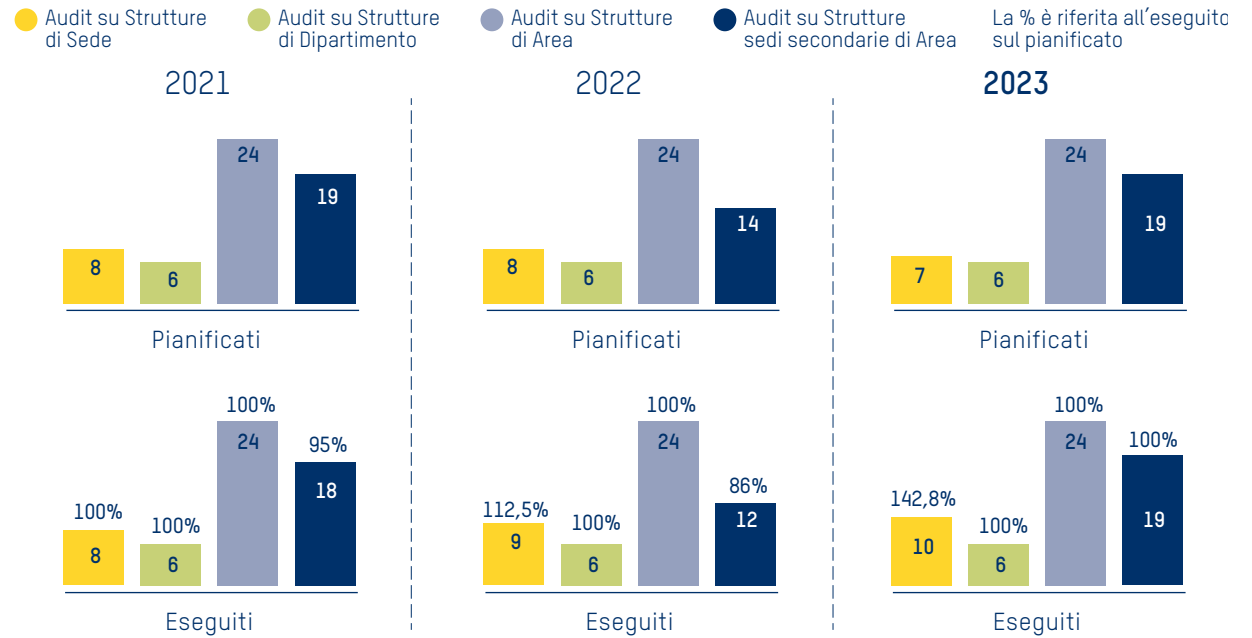 Audit su Strutture
di Sede
Audit su Strutture
di Dipartimento
Audit su Strutture
di Area
Audit su Strutture
sedi secondarie di Area
La % è riferita all'eseguito
sul pianificato
2021
2022
2023
8
6
24
19
Pianificati
8
6
24
14
Pianificati
7
6
24
19
Pianificati
100%
8
100%
6
100%
24
95%
18
Eseguiti
112,5%
9
100%
6
100%
24
86%
12
Eseguiti
142,8%
10
100%
6
100%
24
100%
19
Eseguiti